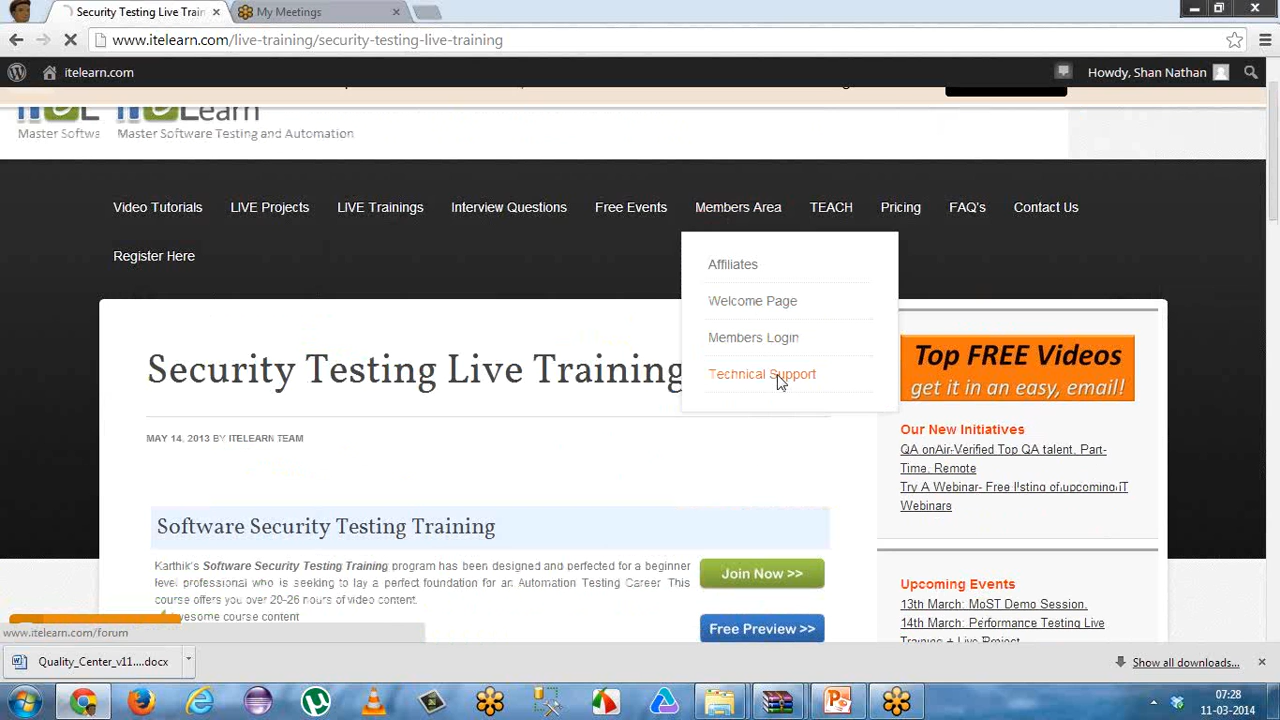 Security Testing Live Train
My Meetings
www.itelearn.com/live-training/security-testing-live-training
itelearn.com
Howdy, Shan Nathan
Learn
Master Softwa
Master Software Testing and Automation
Video Tutorials
LIVE Projects
LIVE Trainings
Interview Questions
Free Events
Members Area
TEACH
Pricing
FAQ's
Contact Us
Register Here
Affiliates
Welcome Page
Members Login
Technical Support
Security Testing Live Training
MAY 14, 2013 BY ITELEARN TEAM
Software Security Testing Training
Karthik's Software Security Testing Training program has been designed and perfected for a beginner
level professional who is seeking to lay a perfect foundation for an Automation Testing Career. This
course offers you over 20-26 hours of video content.
Awesome course content
Join Now >>
Free Preview >>
Top FREE Videos
get it in an easy, email!
Our New Initiatives
QA onAir-Verified Top QA talent, Part-
Time, Remote
Try A Webinar- Free listing of upcoming IT
Webinars
Upcoming Events
13th March: MoST Demo Session.
14th March: Performance Testing Live
Training + Live Project
www.itelearn.com/forum
Quality_Center_v11....docx
Show all downloads...
07:28
11-03-2014